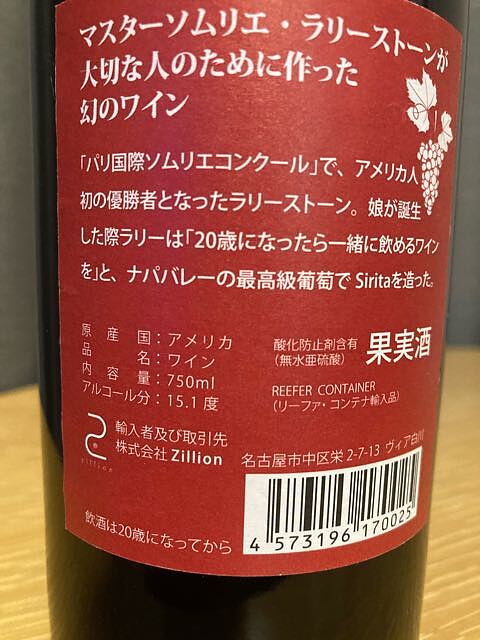 マスターソムリエ・ラリーストーンが
大切な人のために作った
幻のワイン
「パリ国際ソムリエコンクール」で、アメリカ人
初の優勝者となったラリーストーン。娘が誕生
した際ラリーは「20歳になったら一緒に飲めるワイン
を」と、ナパバレーの最高級葡萄で Siritaを造った。
原産国：アメリカ
品名：ワイン
内容量：750ml
アルコール分：15.1 度
酸化防止剤含有
（無水亜硫酸）
果実酒
REEFER CONTAINER
（リーファ・コンテナ輸入品）
zillion
輸入者及び取引先
株式会社 Zillion
名古屋市中区栄 2-7-13 ヴィア白川
4 573196 170025
飲酒は20歳になってから